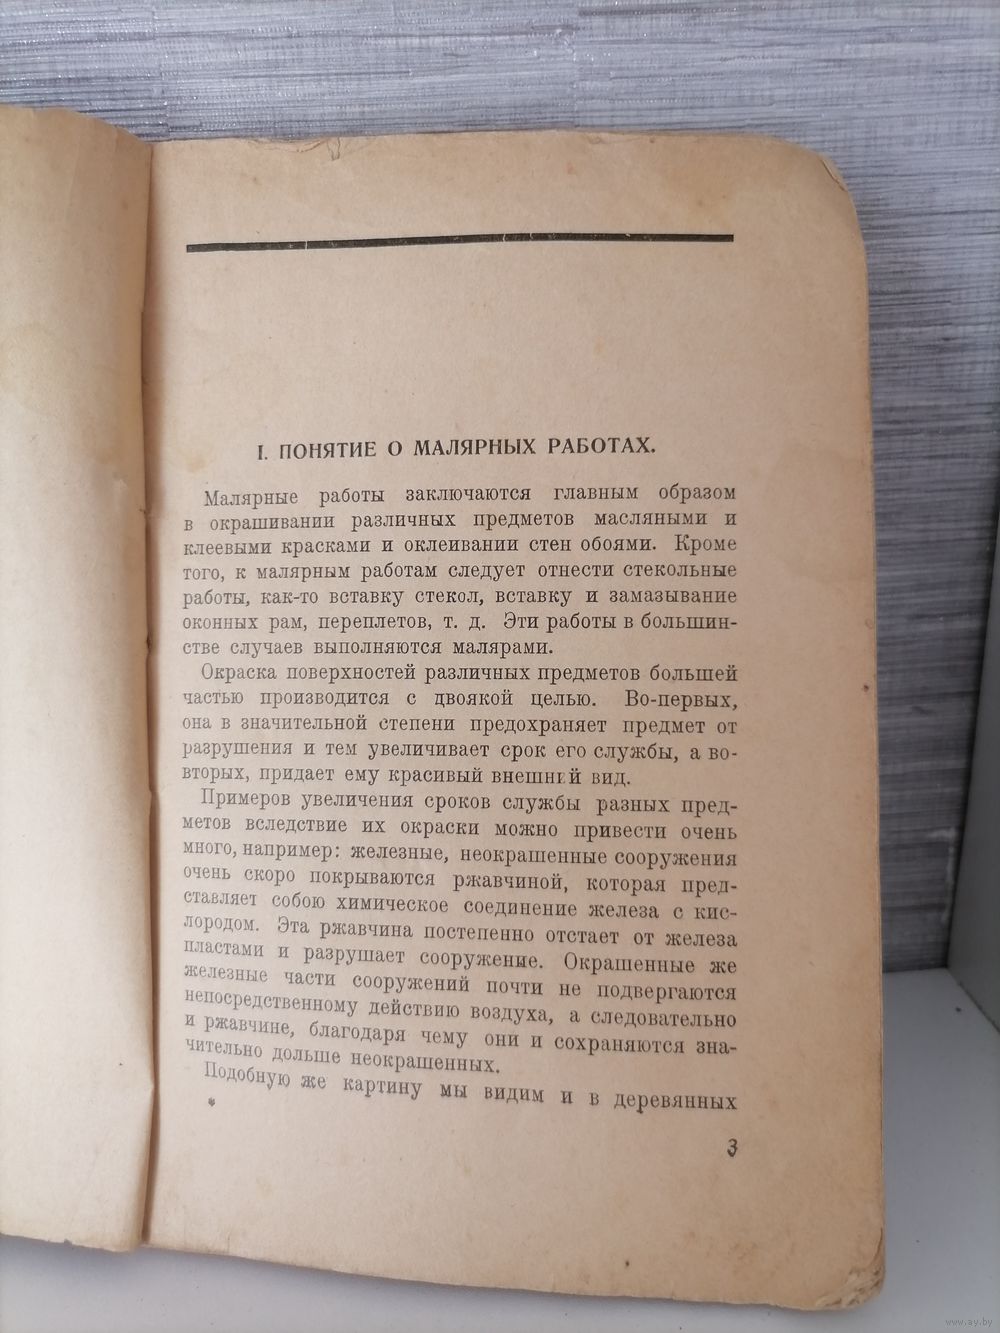 I. ПОНЯТИЕ О МАЛЯРНЫХ РАБОТАХ.
Малярные работы заключаются главным образом
в окрашивании различных предметов масляными и
клеевыми красками и оклеивании стен обоями. Кроме
того, к малярным работам следует отнести стекольные
работы, как-то вставку стекол, вставку и замазывание
оконных рам, переплетов, т. д. Эти работы в большин-
стве случаев выполняются малярами.
Окраска поверхностей различных предметов большей
частью производится с двоякой целью. Во-первых,
она в значительной степени предохраняет предмет от
разрушения и тем увеличивает срок его службы, а во-
вторых, придает ему красивый внешней вид.
Примеров увеличения сроков службы разных пред-
метов вследствие их окраски можно привести очень
много, например: железные, неокрашенные сооружения
очень скоро покрываются ржавчиной, которая пред-
ставляет собою химическое соединение железа с кис-
лородом. Эта ржавчина постепенно отстает от железа
пластами и разрушает сооружение. Окрашенные же
железные части сооружений почти не подвергаются
непосредственному действию воздуха, а следовательно
и ржавчине, благодаря чему они и сохраняются зна-
чительно дольше неокрашенных.
Подобную же картину мы видим и в деревянных
*
3
www.ay.by